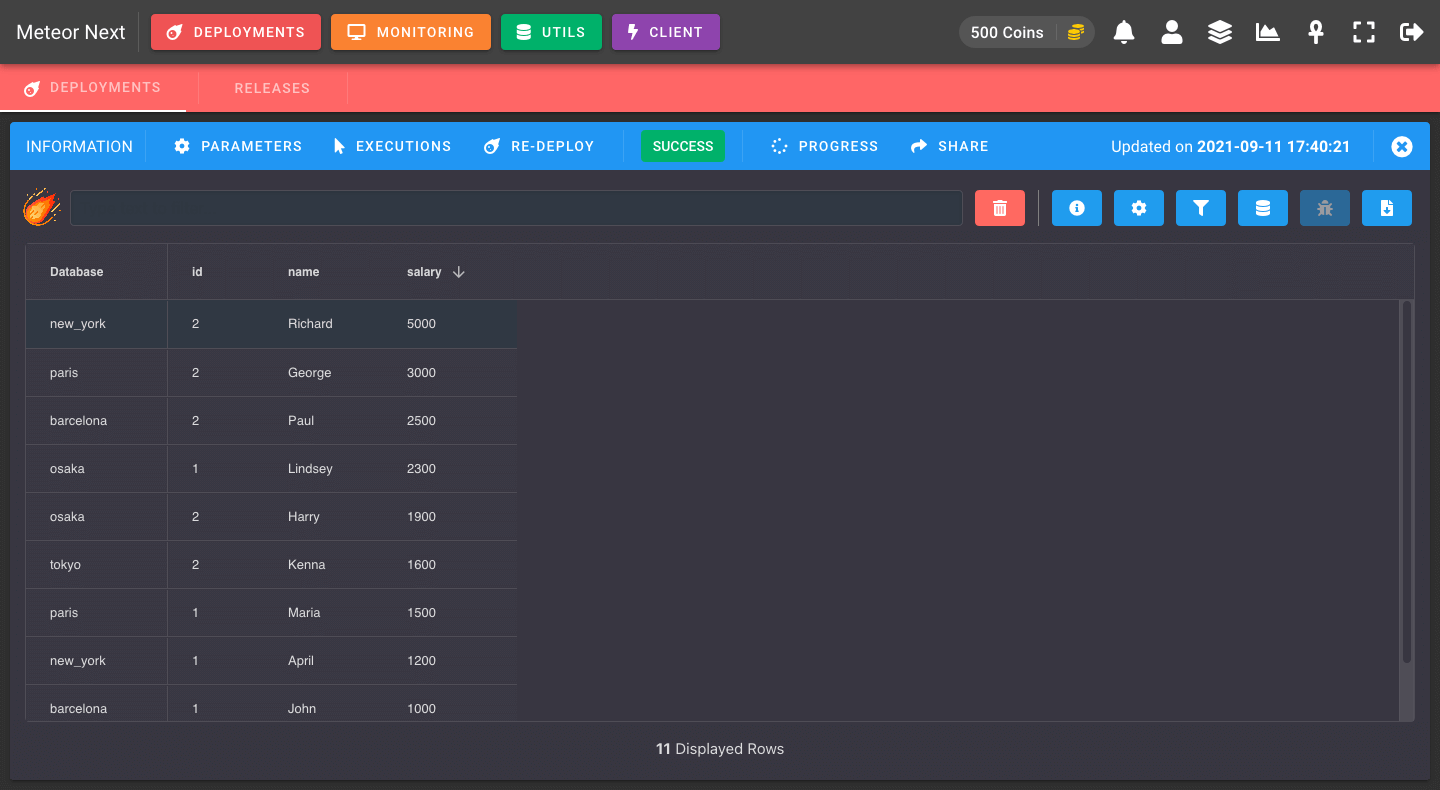 Meteor Next DEPLOYMENTS MONITORING UTILS CLIENT 500 Coins
DEPLOYMENTS RELEASES
INFORMATION PARAMETERS EXECUTIONS RE-DEPLOY SUCCESS PROGRESS SHARE Updated on 2021-09-11 17:40:21
Database id name salary
new_york 2 Richard 5000
paris 2 George 3000
barcelona 2 Paul 2500
osaka 1 Lindsey 2300
osaka 2 Harry 1900
tokyo 2 Kenna 1600
paris 1 Maria 1500
new_york 1 April 1200
barcelona 1 John 1000
11 Displayed Rows